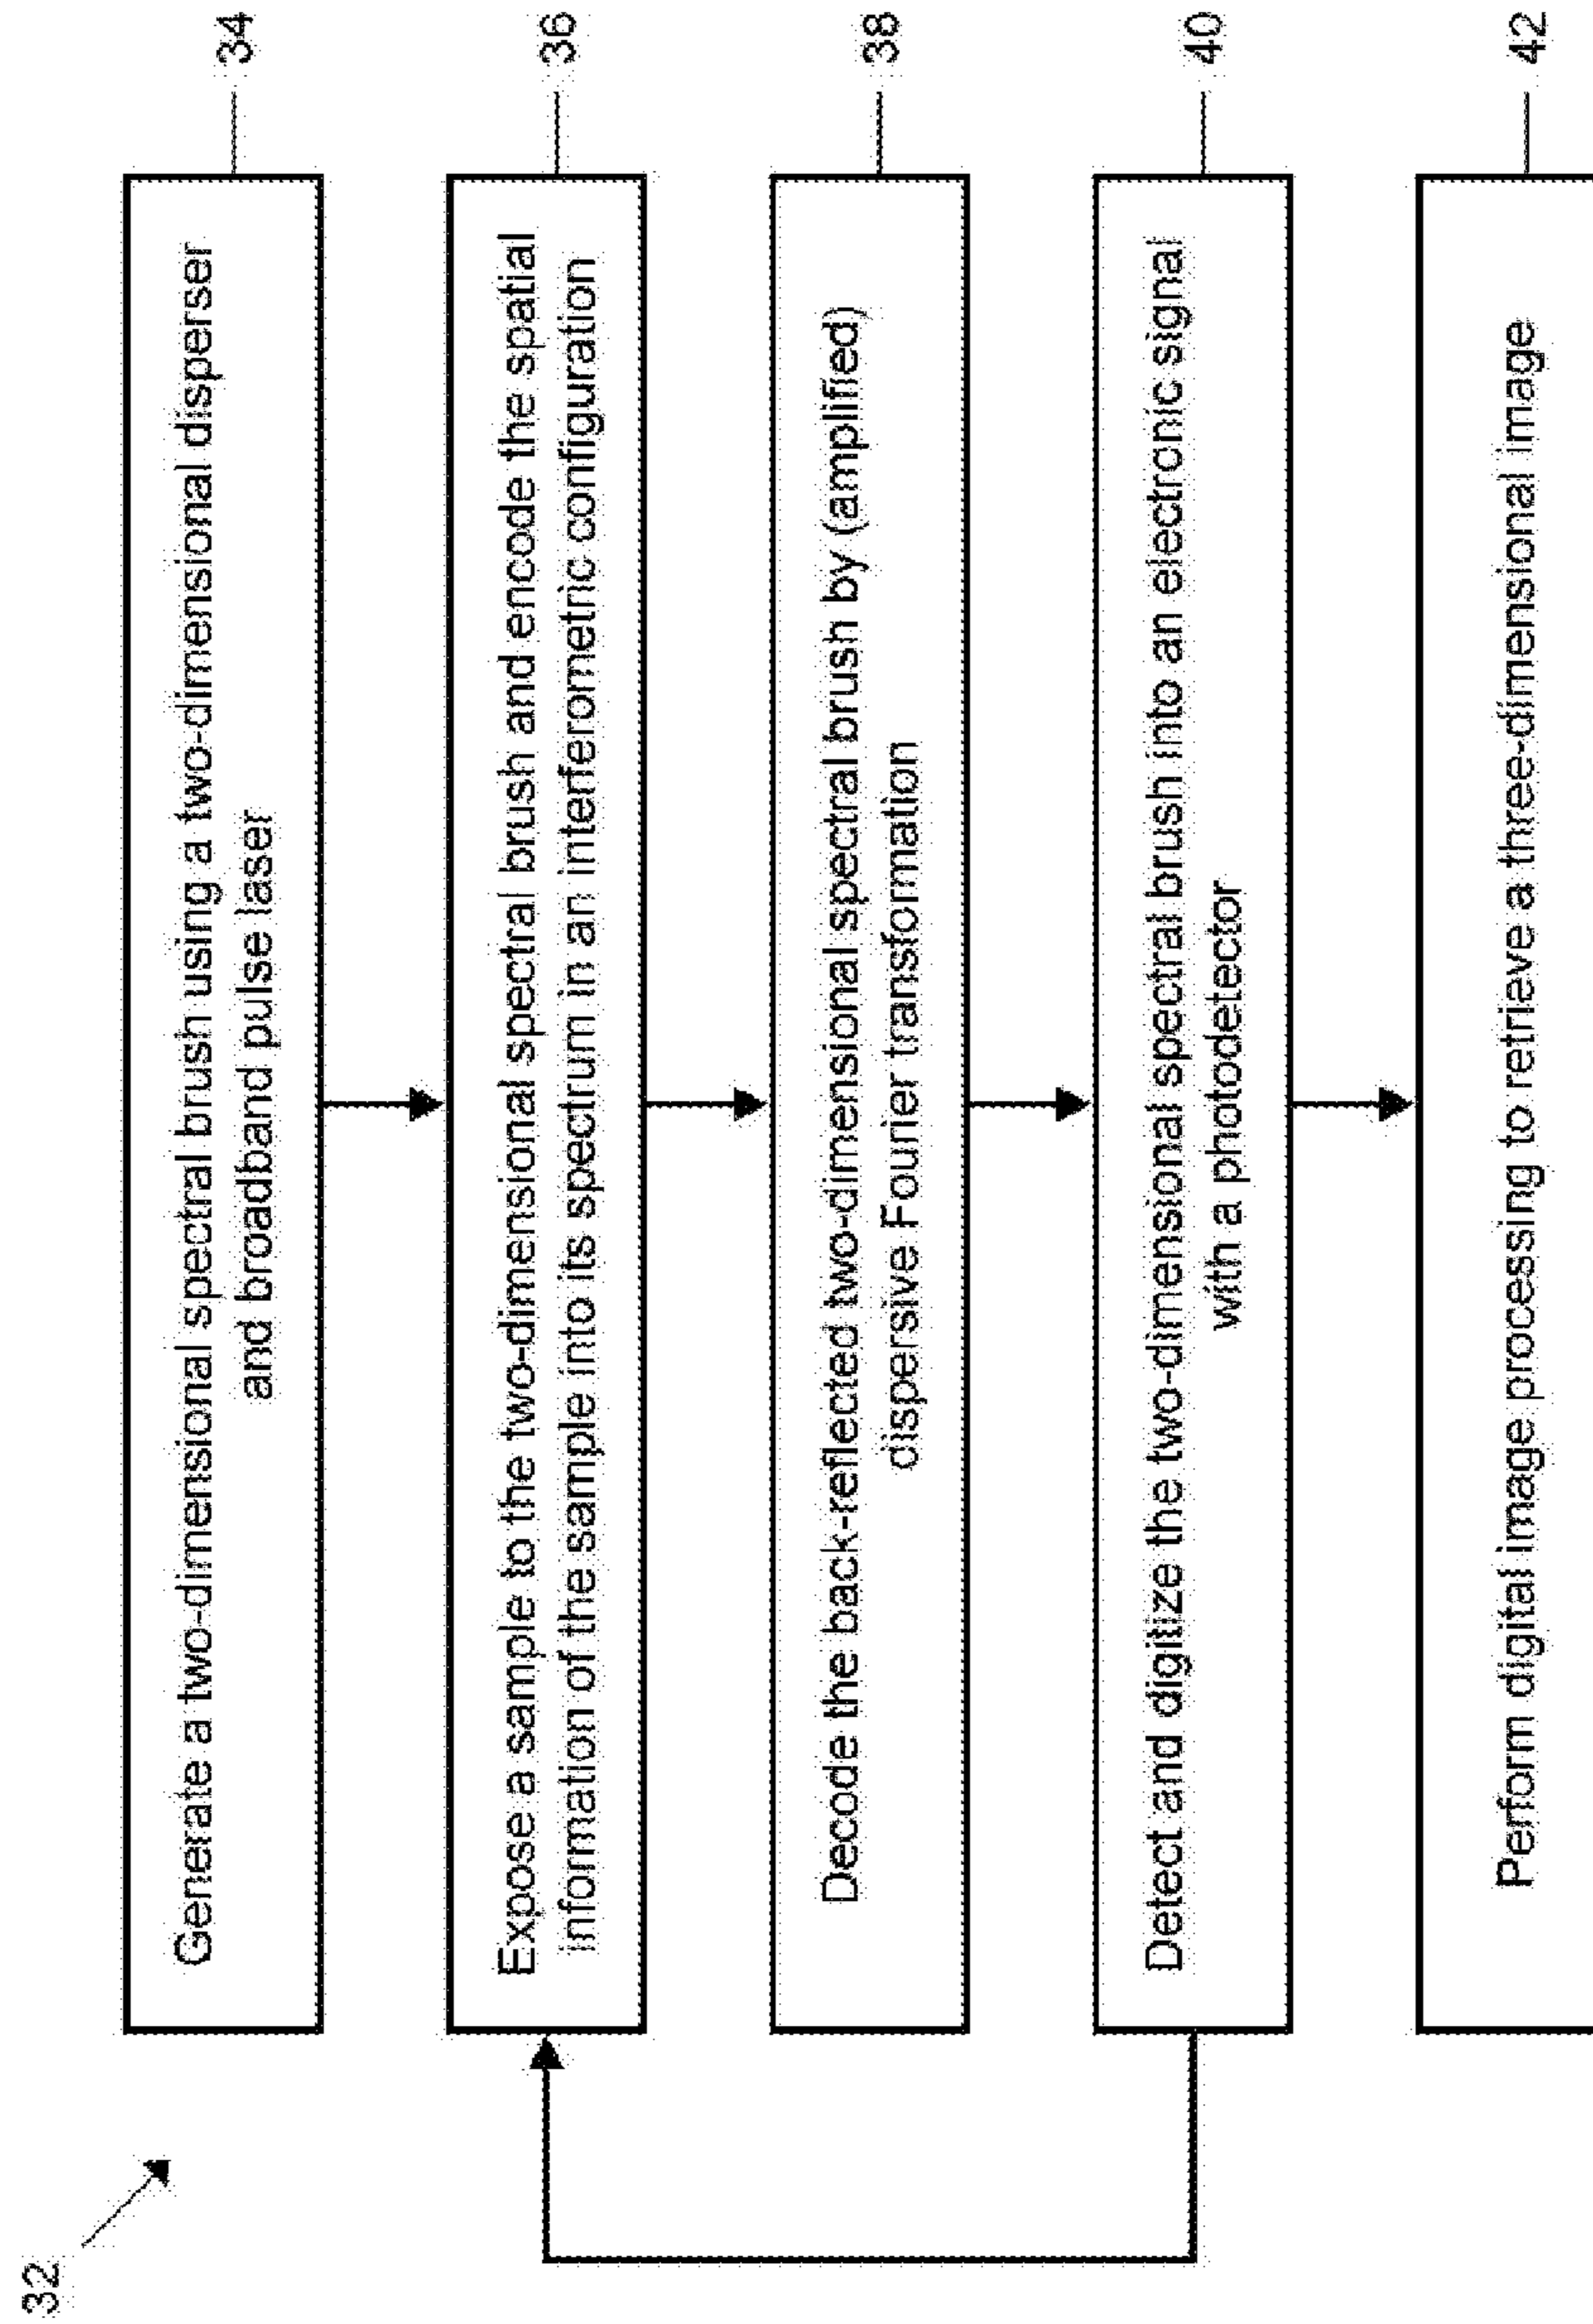 32
Generate a two-dimensional spectral brush using a two-dimensional disperser
and broadband pulse laser
34
Expose a sample to the two-dimensional spectral brush and encode the spatial
information of the sample into its spectrum in an interferometric configuration
36
Decode the back-reflected two-dimensional spectral brush by (amplified)
dispersive Fourier transformation
38
Detect and digitize the two-dimensional spectral brush into an electronic signal
with a photodetector
40
Perform digital image processing to retrieve a three-dimensional image
42